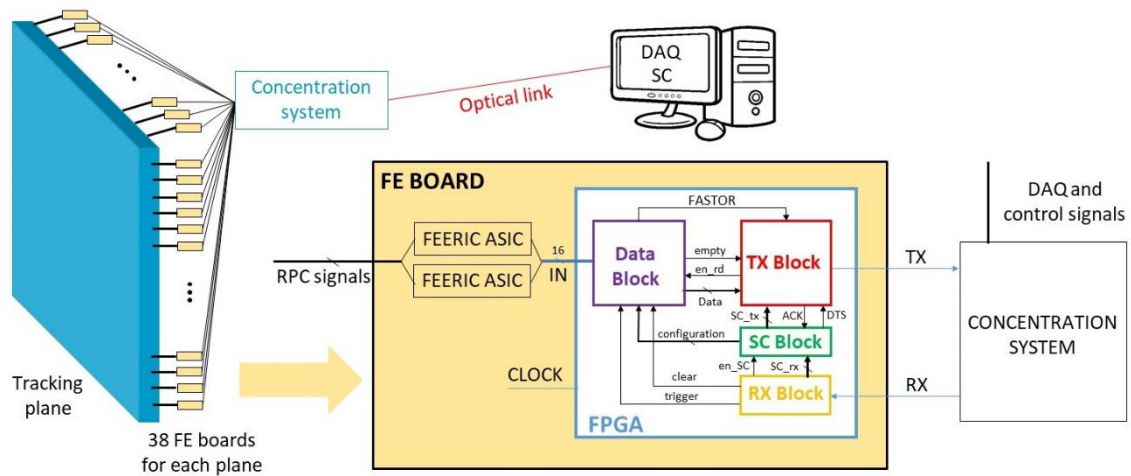 Concentration
system
Optical link
DAQ
SC
Tracking
plane
38 FE boards
for each plane
FE BOARD
RPC signals
FEERIC ASIC
FEERIC ASIC
16
IN
CLOCK
FPGA
FASTOR
Data
Block
empty
en_rd
Data
TX Block
SC_tx
ACK
DTS
configuration
SC Block
en_SC
SC_rx
clear
trigger
RX Block
TX
RX
DAQ and
control signals
CONCENTRATION
SYSTEM